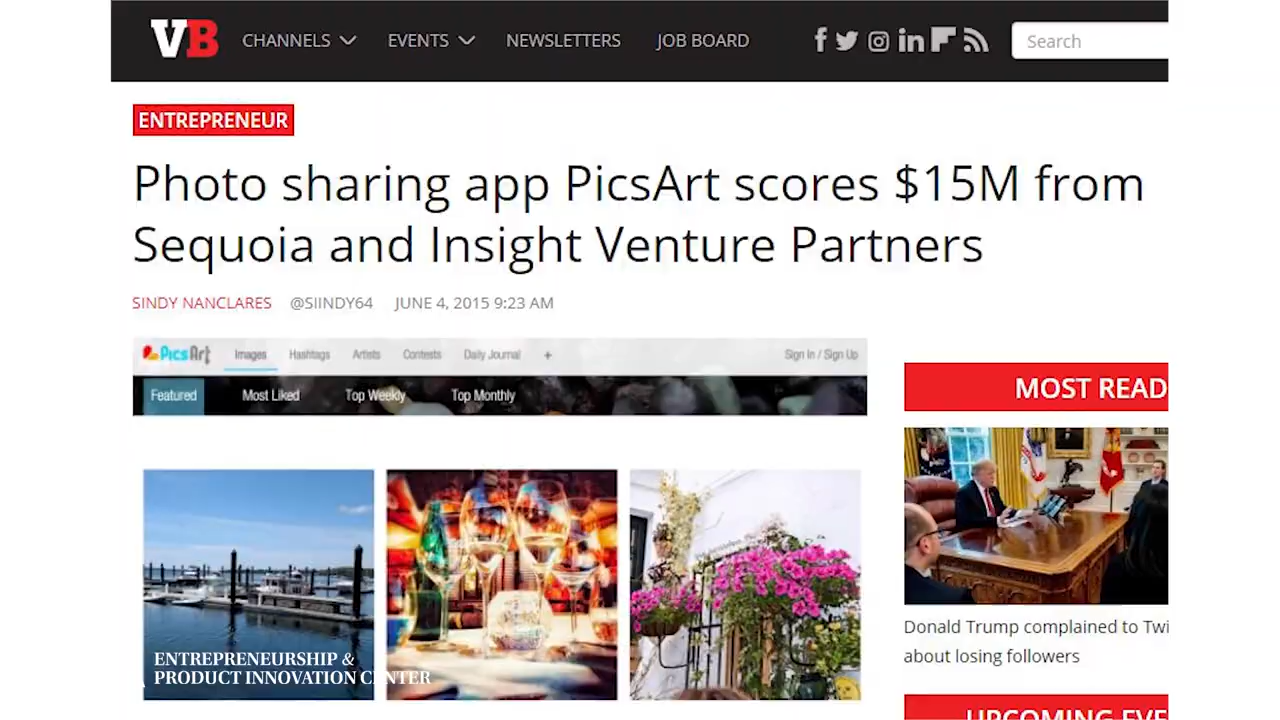 VB CHANNELS EVENTS NEWSLETTERS JOB BOARD Search
ENTREPRENEUR
Photo sharing app PicsArt scores $15M from
Sequoia and Insight Venture Partners
SINDY NANCLARES @SIINDY64 JUNE 4, 2015 9:23 AM
PicsArt Images Hashtags Artists Contests Daily Journal + Sign In / Sign Up
Featured Most Liked Top Weekly Top Monthly
ENTREPRENEURSHIP &
PRODUCT INNOVATION CENTER
MOST READ
Donald Trump complained to Twi
about losing followers
UPCOMING EVE